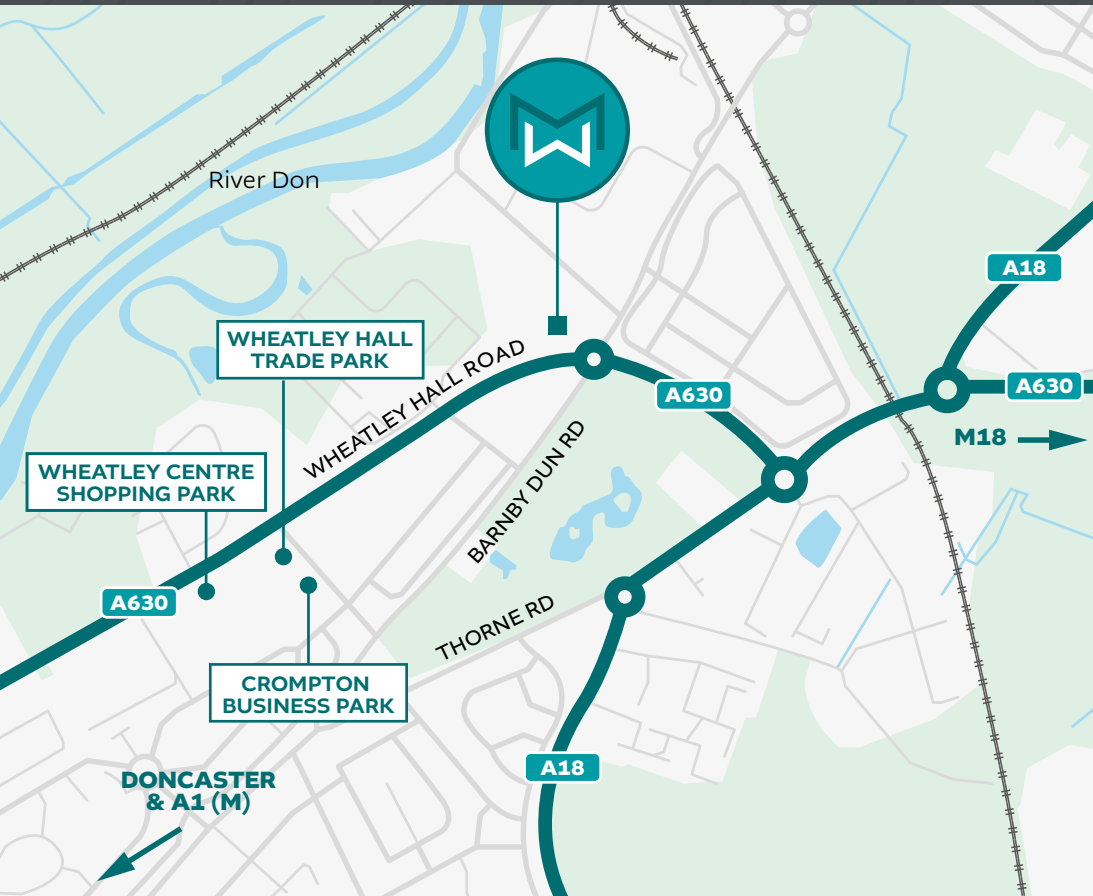 River Don
A18
WHEATLEY HALL
TRADE PARK
WHEATLEY HALL ROAD
A630
A630
M18
WHEATLEY CENTRE
SHOPPING PARK
BARNBY DUN RD
A630
THORNE RD
CROMPTON
BUSINESS PARK
A18
DONCASTER
& A1 (M)